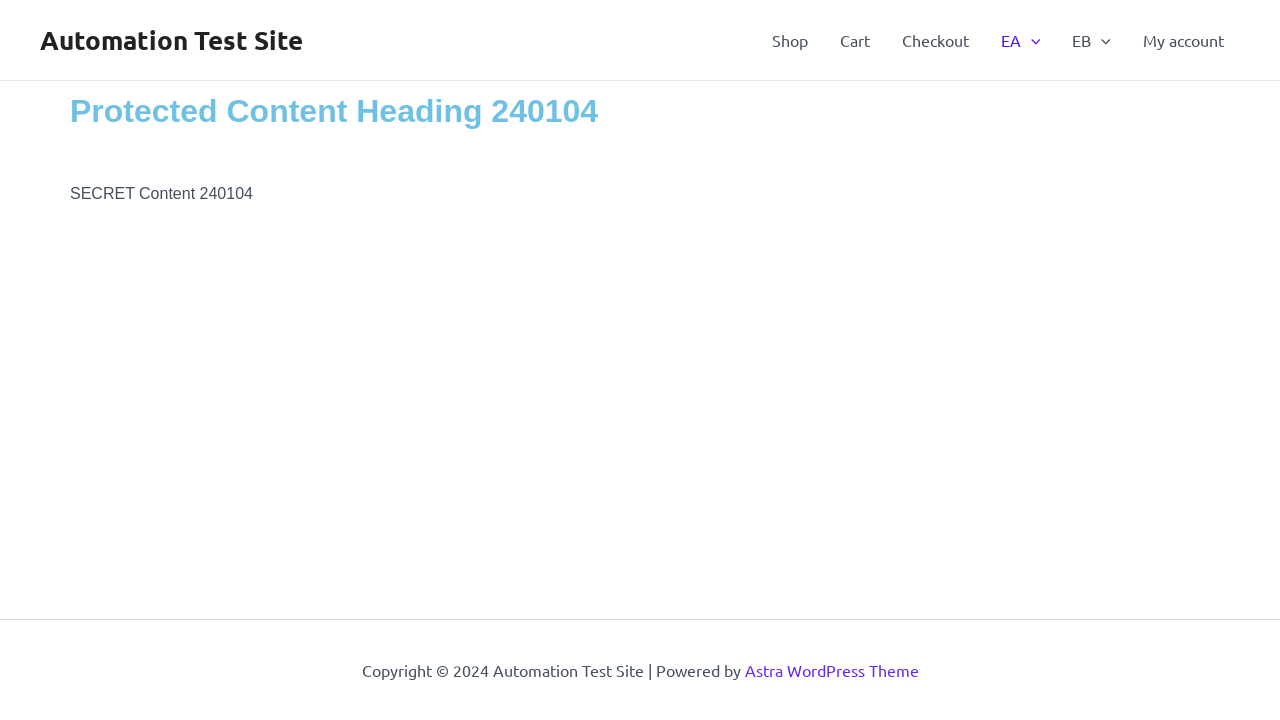 Automation Test Site
Shop Cart Checkout EA EB My account
Protected Content Heading 240104
SECRET Content 240104
Copyright © 2024 Automation Test Site | Powered by Astra WordPress Theme